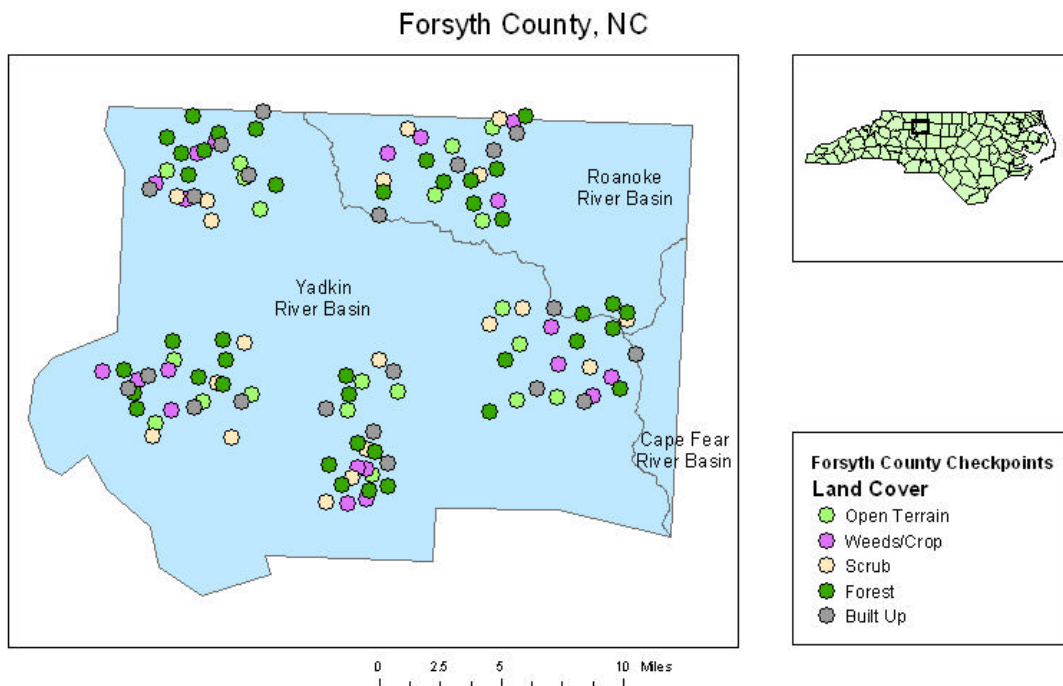 Forsyth County, NC
Roanoke
River Basin
Yadkin
River Basin
Cape Fear
River Basin
Forsyth County Checkpoints
Land Cover
Open Terrain
Weeds/Crop
Scrub
Forest
Built Up
0 2.5 5 10 Miles